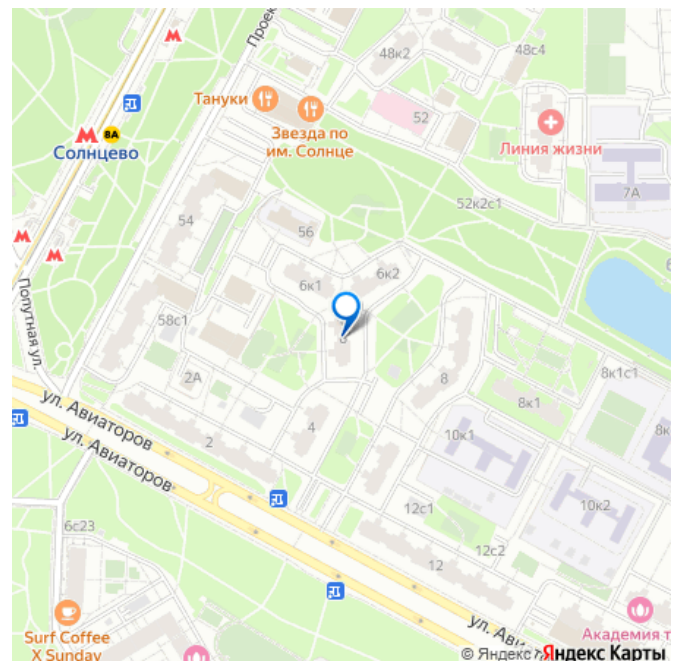 Прое
48к2
48с4
Тануки
Звезда по
им. Солнце
52
Линия жизни
7А
М 8А
Солнцево
52к2с1
54
56
6к1
6к2
58с1
Попутная ул.
2А
8
8к1
8к1с1
8к
ул. Авиаторов
2
4
10к1
ул. Авиаторов
12с1
10к2
6с23
12
12с2
ул. Ави
Surf Coffee
X Sunday
Академия т
© Яндекс Яндекс Карты